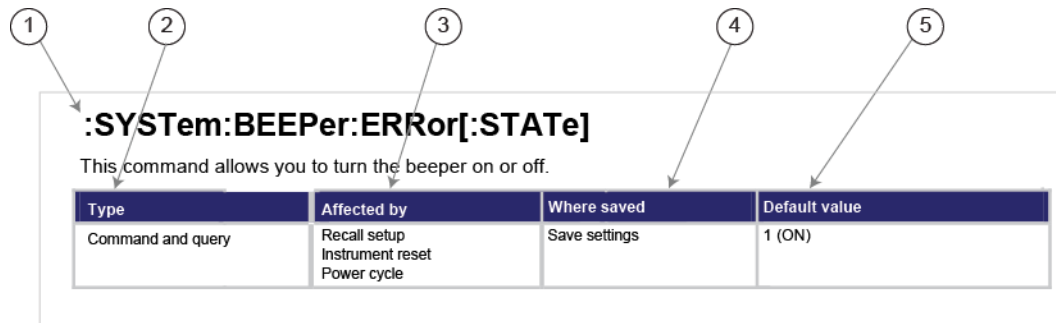 1 2 3 4 5
:SYSTem:BEEPer:ERRor[:STATe]
This command allows you to turn the beeper on or off.
Type Affected by Where saved Default value
Command and query Recall setup Save settings 1 (ON)
Instrument reset
Power cycle